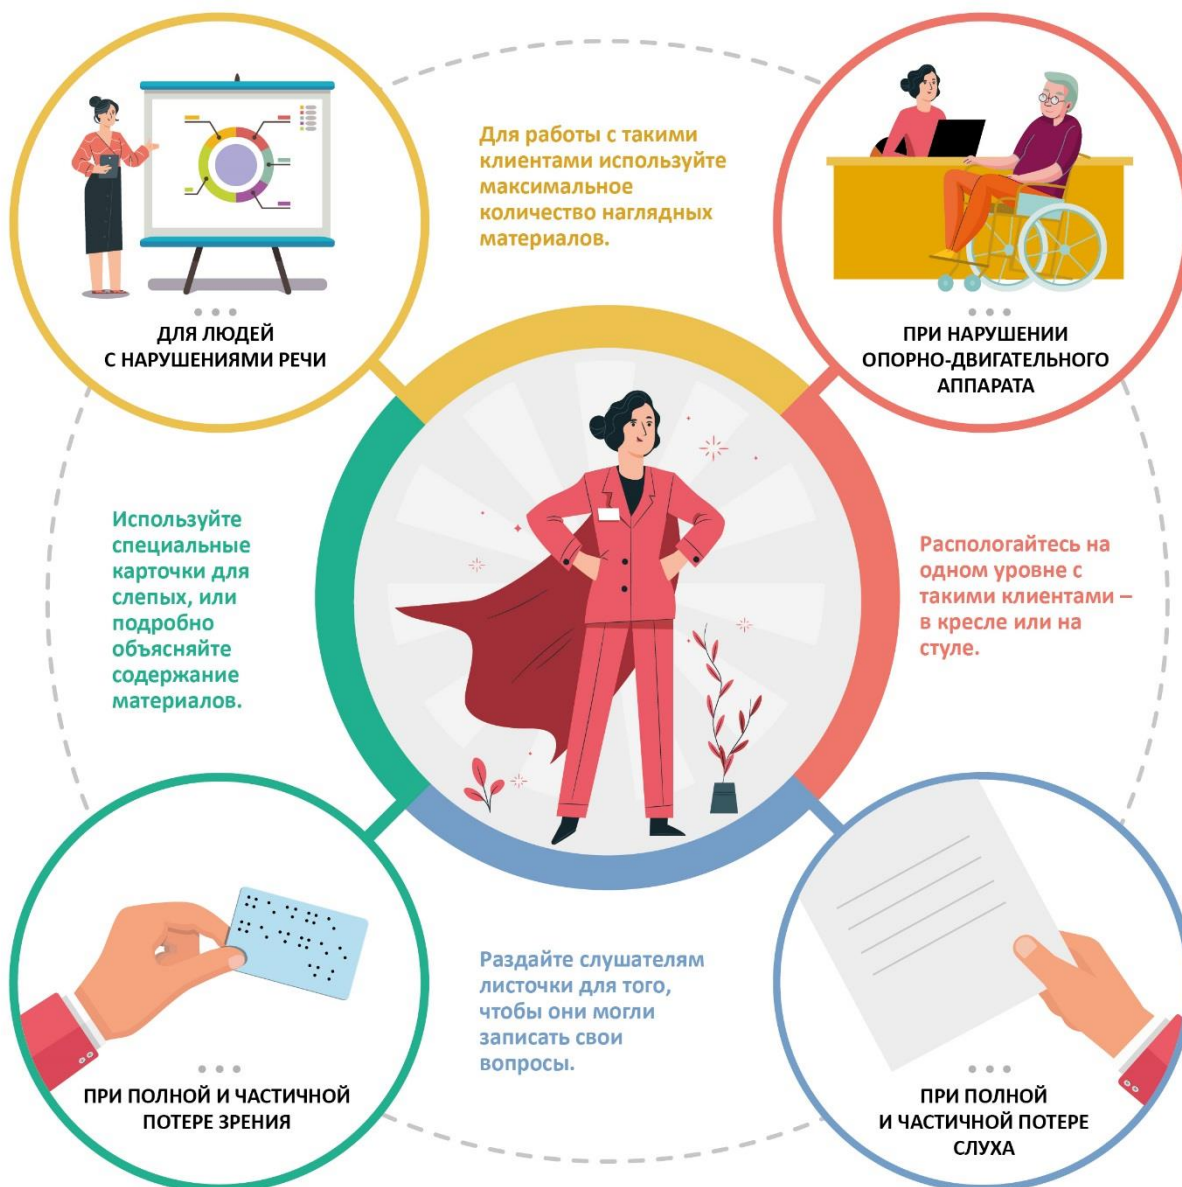 Для работы с такими
клиентами используйте
максимальное
количество наглядных
материалов.
ДЛЯ ЛЮДЕЙ
С НАРУШЕНИЯМИ РЕЧИ
ПРИ НАРУШЕНИИ
ОПОРНО-ДВИГАТЕЛЬНОГО
АППАРАТА
Используйте
специальные
карточки для
слепых, или
подробно
объясняйте
содержание
материалов.
Распологайтесь на
одном уровне с
такими клиентами –
в кресле или на
стуле.
Раздайте слушателям
листочки для того,
чтобы они могли
записать свои
вопросы.
ПРИ ПОЛНОЙ И ЧАСТИЧНОЙ
ПОТЕРЕ ЗРЕНИЯ
ПРИ ПОЛНОЙ
И ЧАСТИЧНОЙ ПОТЕРЕ
СЛУХА